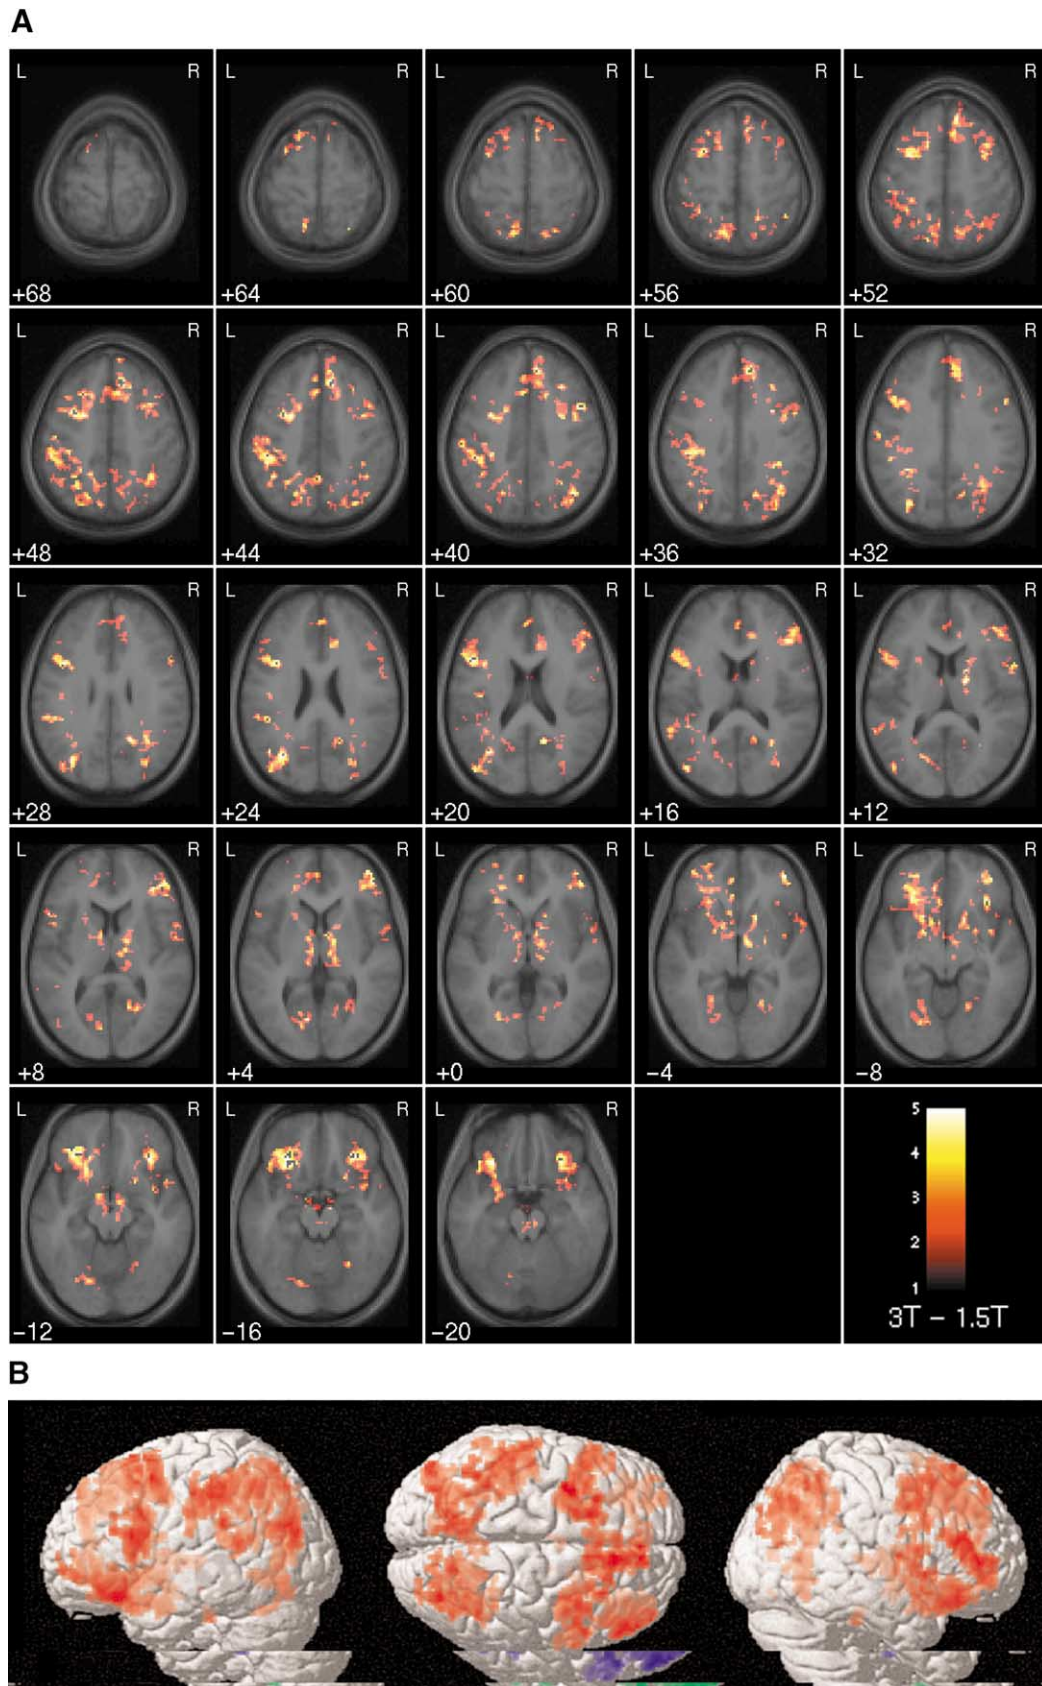 A
L R L R L R L R L R
+68 +64 +60 +56 +52
L R L R L R L R L R
+48 +44 +40 +36 +32
L R L R L R L R L R
+28 +24 +20 +16 +12
L R L R L R L R L R
+8 +4 +0 −4 −8
L R L R L R
5
4
3
2
1
3T − 1.5T
−12 −16 −20
B